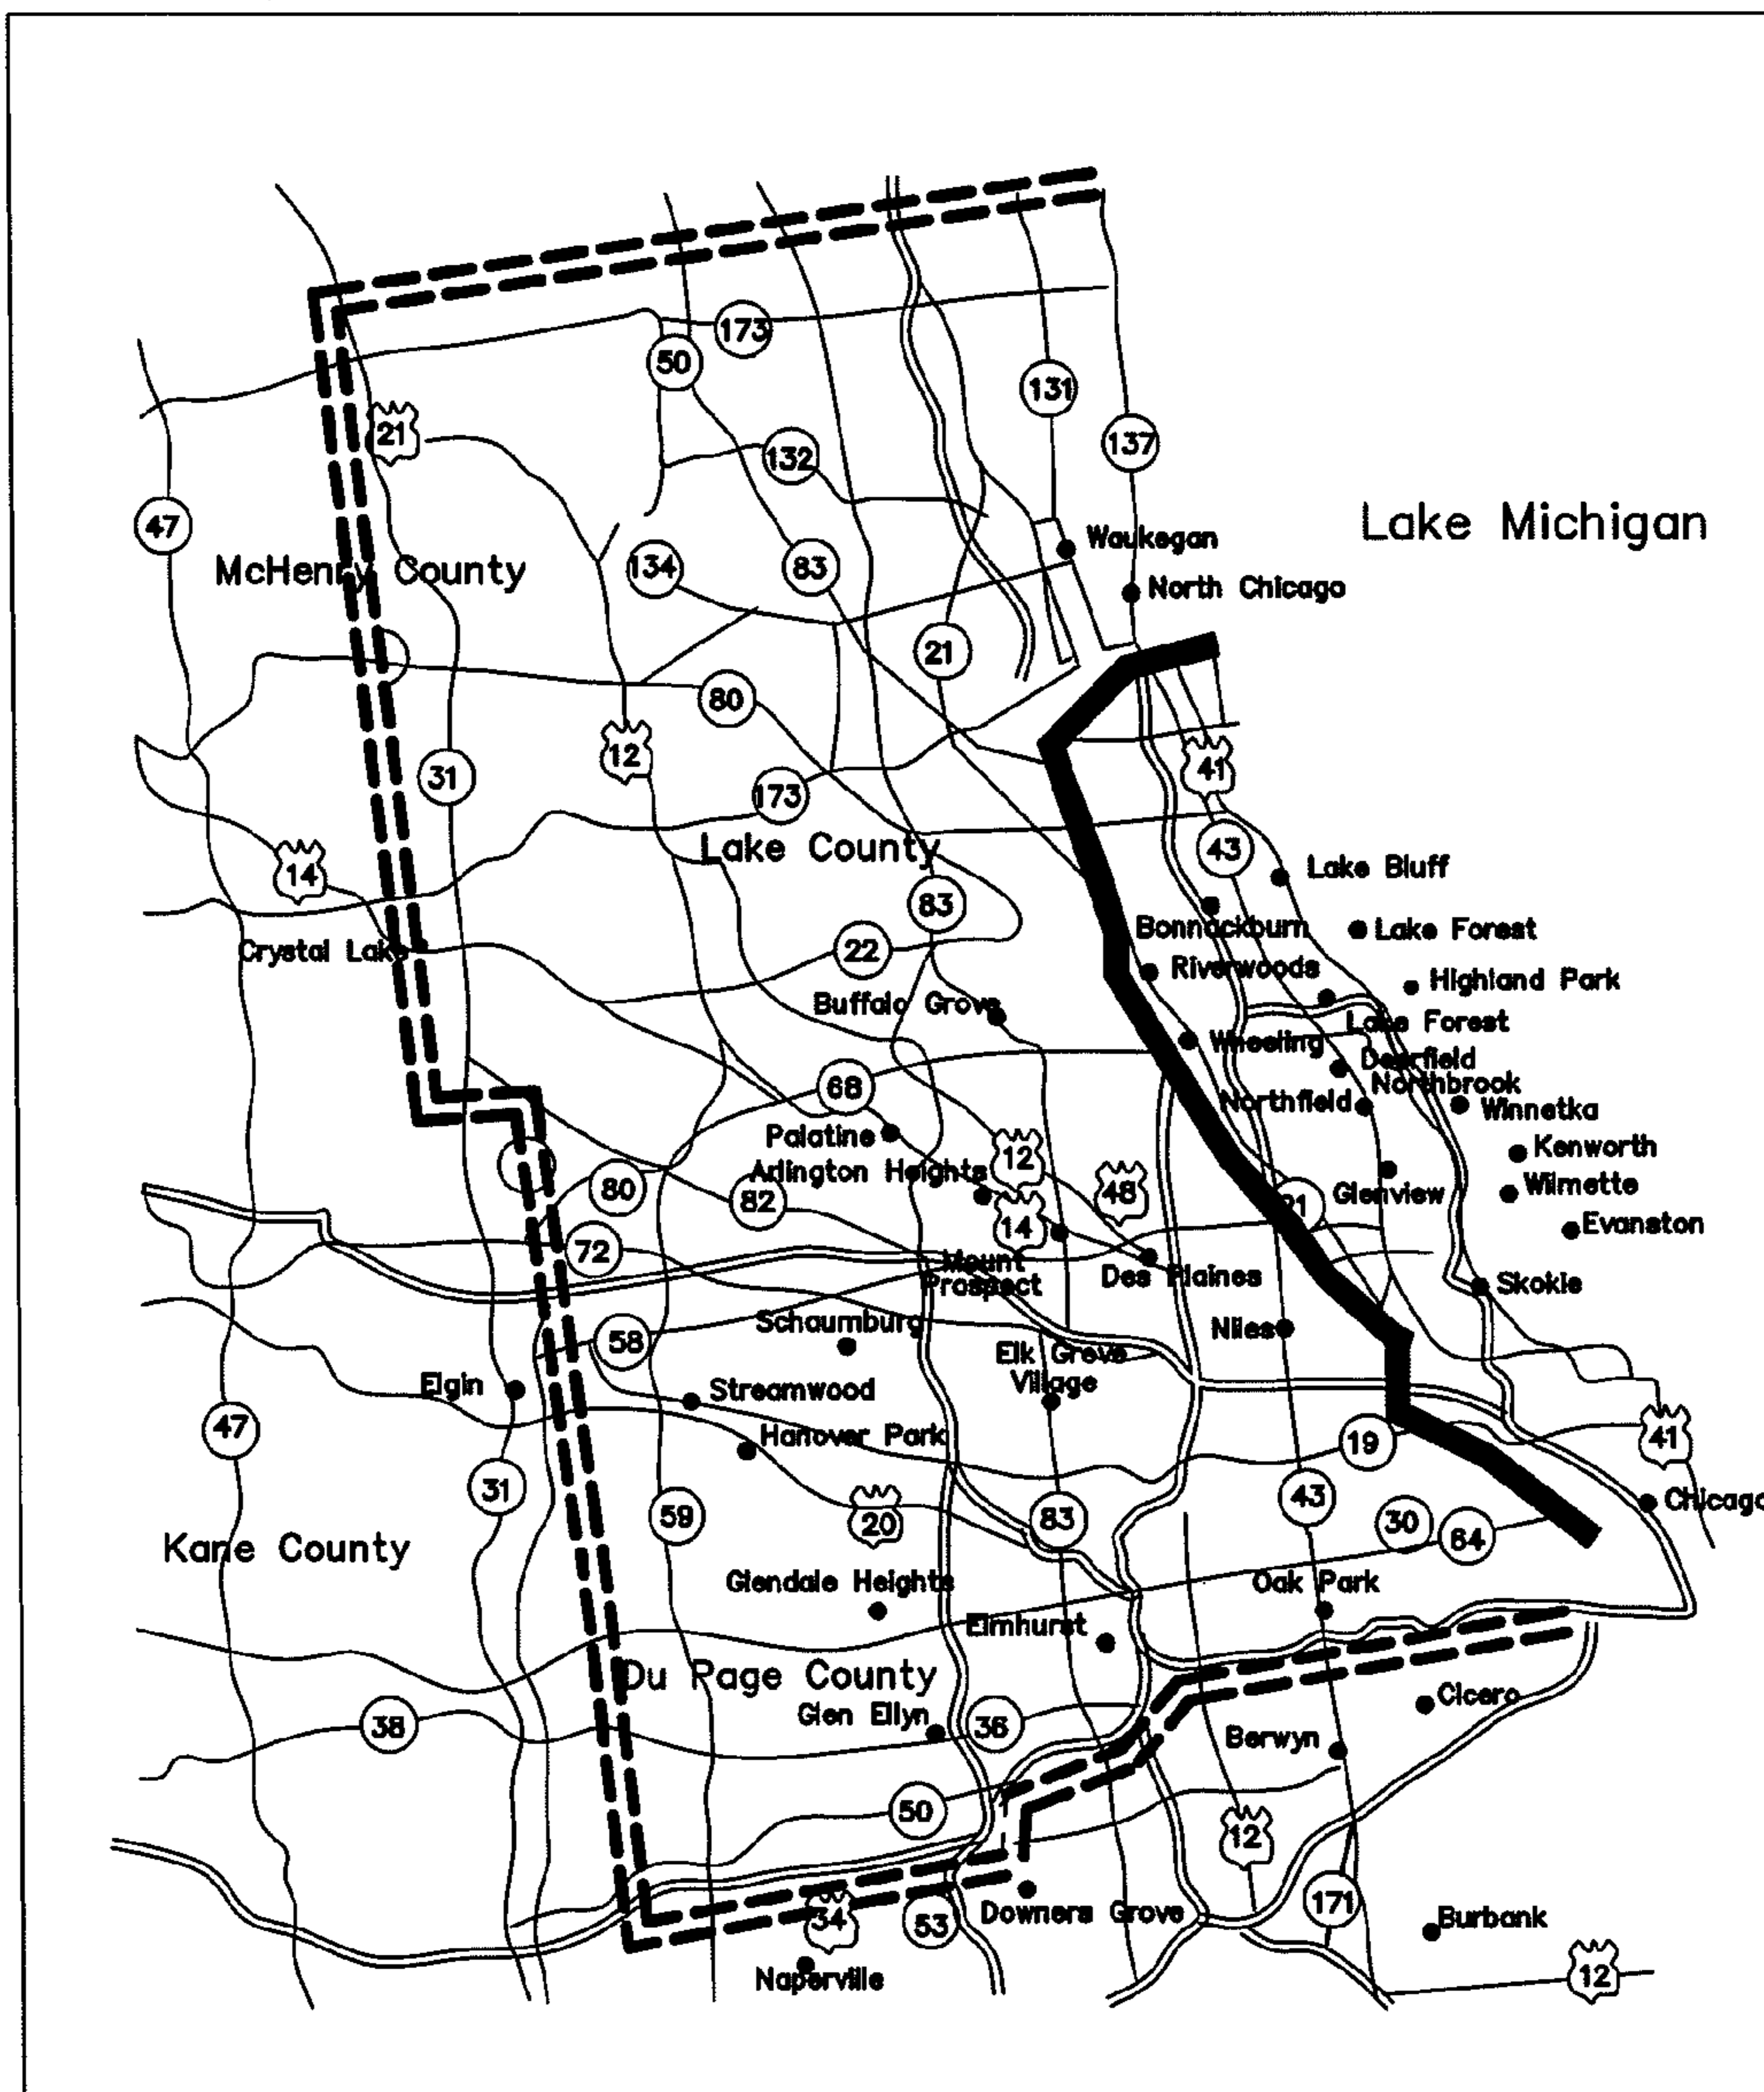 173
50
131
21
137
132
47
Lake Michigan
Waukegan
McHenry County
134
83
North Chicago
21
80
12
41
31
173
Lake County
43
14
Lake Bluff
83
Bonnockburn
Lake Forest
Crystal Lake
22
Riverwoods
Highland Park
Buffalo Grove
Lake Forest
Wheeling
Deerfield
68
Northbrook
Northfield
Winnetka
Palatine
Kenworth
12
Arlington Heights
80
82
48
Glenview
Wilmette
21
14
Evanston
72
Mount
Prospect
Des Plaines
Skokie
Schaumburg
58
Niles
Elk Grove
Village
Elgin
Streamwood
47
Hanover Park
19
41
31
43
59
20
83
30
64
Chicago
Kane County
Glendale Heights
Oak Park
Elmhurst
Du Page County
Cicero
38
Glen Ellyn
36
Berwyn
50
12
34
53
Downers Grove
171
Burbank
Naperville
12